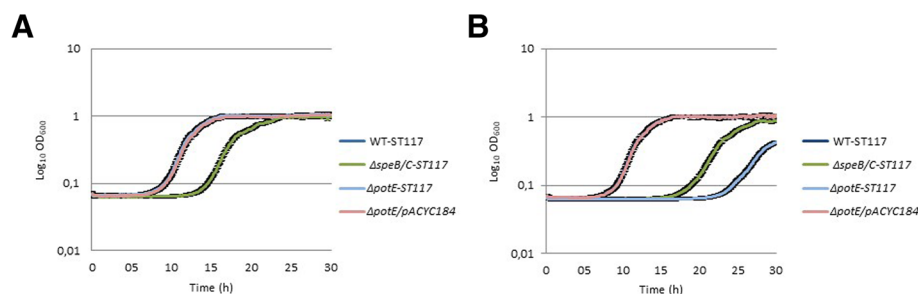 A
10
1
0,1
0,01
Log10 OD600
0 05 10 15 20 25 30
Time (h)
WT-ST117
ΔspeB/C-ST117
ΔpotE-ST117
ΔpotE/pACYC184
B
10
1
0,1
0,01
Log10 OD600
0 05 10 15 20 25 30
Time (h)
WT-ST117
ΔspeB/C-ST117
ΔpotE-ST117
ΔpotE/pACYC184